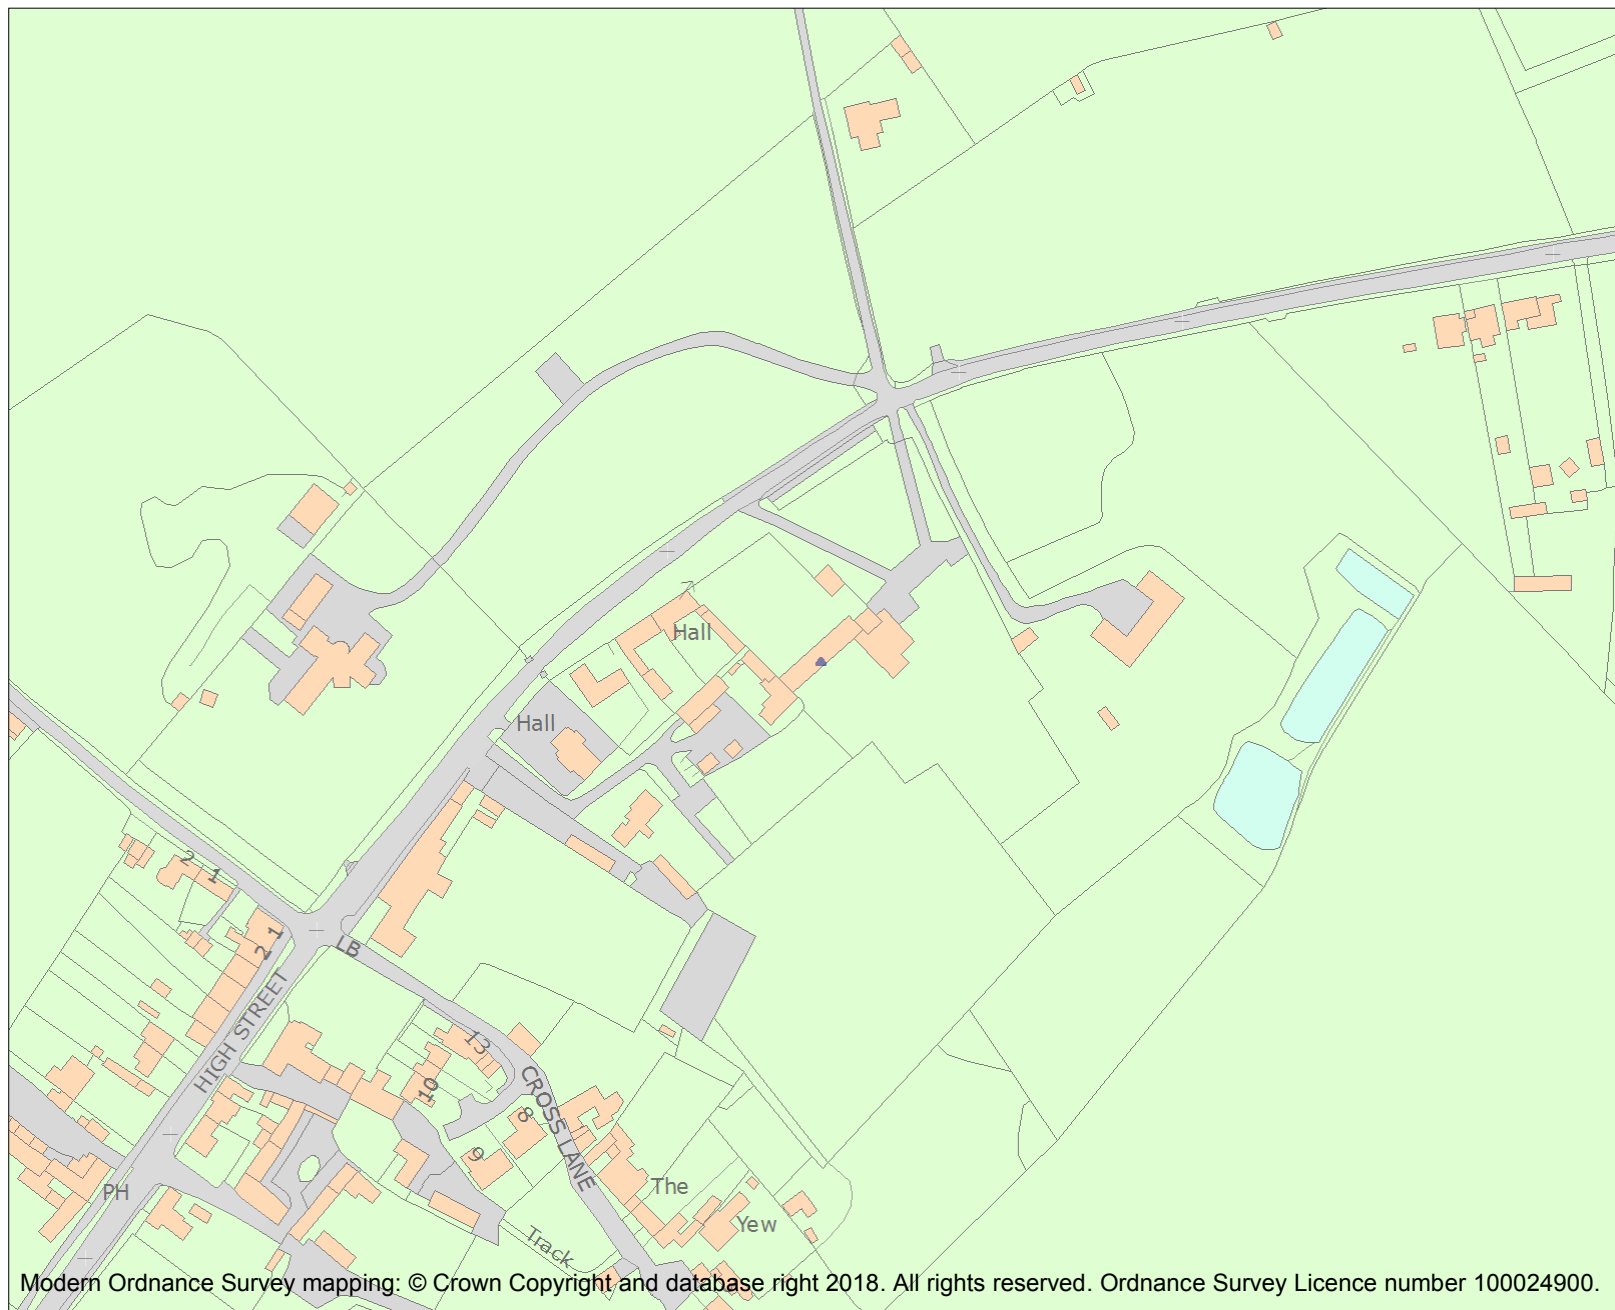 Hall
Hall
2
1
1
2
LB
HIGH STREET
13
10
CROSS LANE
8
9
PH
The
Yew
Track
Modern Ordnance Survey mapping: © Crown Copyright and database right 2018. All rights reserved. Ordnance Survey Licence number 100024900.